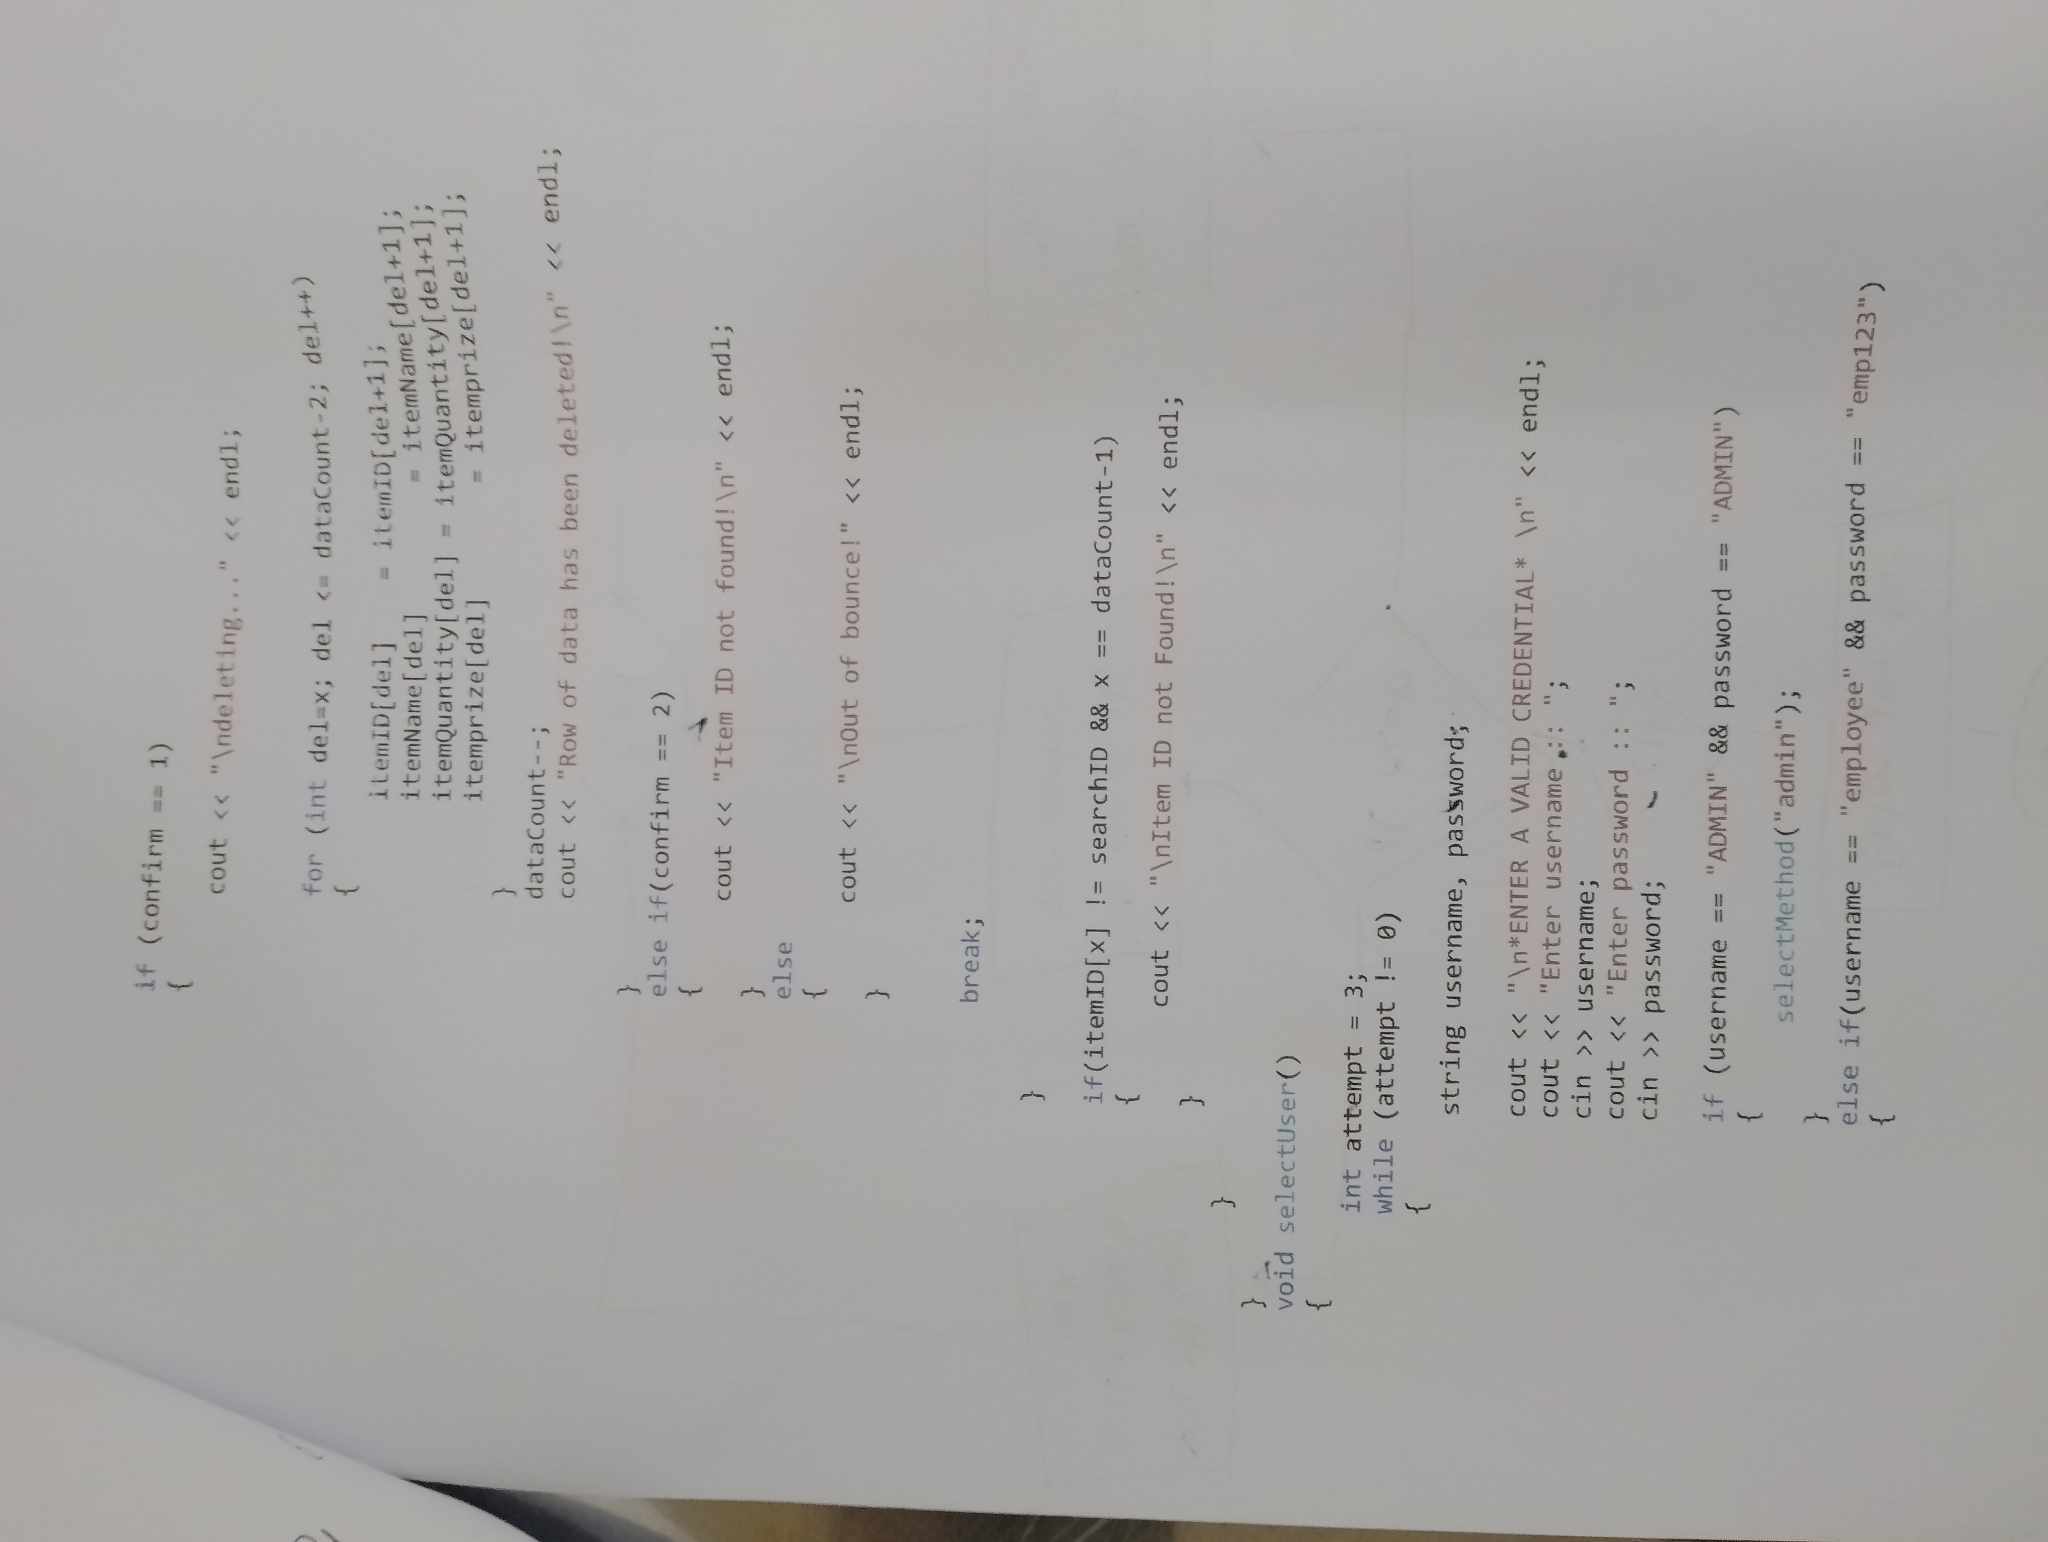 if (confirm == 1)
{
cout << "\ndeleting..." << endl;
for (int del=x; del <= dataCount-2; del++)
{
itemID[del] = itemID[del+1];
itemName[del] = itemName[del+1];
itemQuantity[del] = itemQuantity[del+1];
itemprize[del] = itemprize[del+1];
}
dataCount--;
cout << "Row of data has been deleted!\n" << endl;
}
else if(confirm == 2)
{
cout << "Item ID not found!\n" << endl;
}
else
{
cout << "\nOut of bounce!" << endl;
}
break;
}
if(itemID[x] != searchID && x == dataCount-1)
{
cout << "\nItem ID not Found!\n" << endl;
}
}
}
void selectUser()
{
int attempt = 3;
while (attempt != 0)
{
string username, password;
cout << "\n*ENTER A VALID CREDENTIAL* \n" << endl;
cout << "Enter username :: ";
cin >> username;
cout << "Enter password :: ";
cin >> password;
if (username == "ADMIN" && password == "ADMIN")
{
selectMethod("admin");
}
else if(username == "employee" && password == "emp123")
{